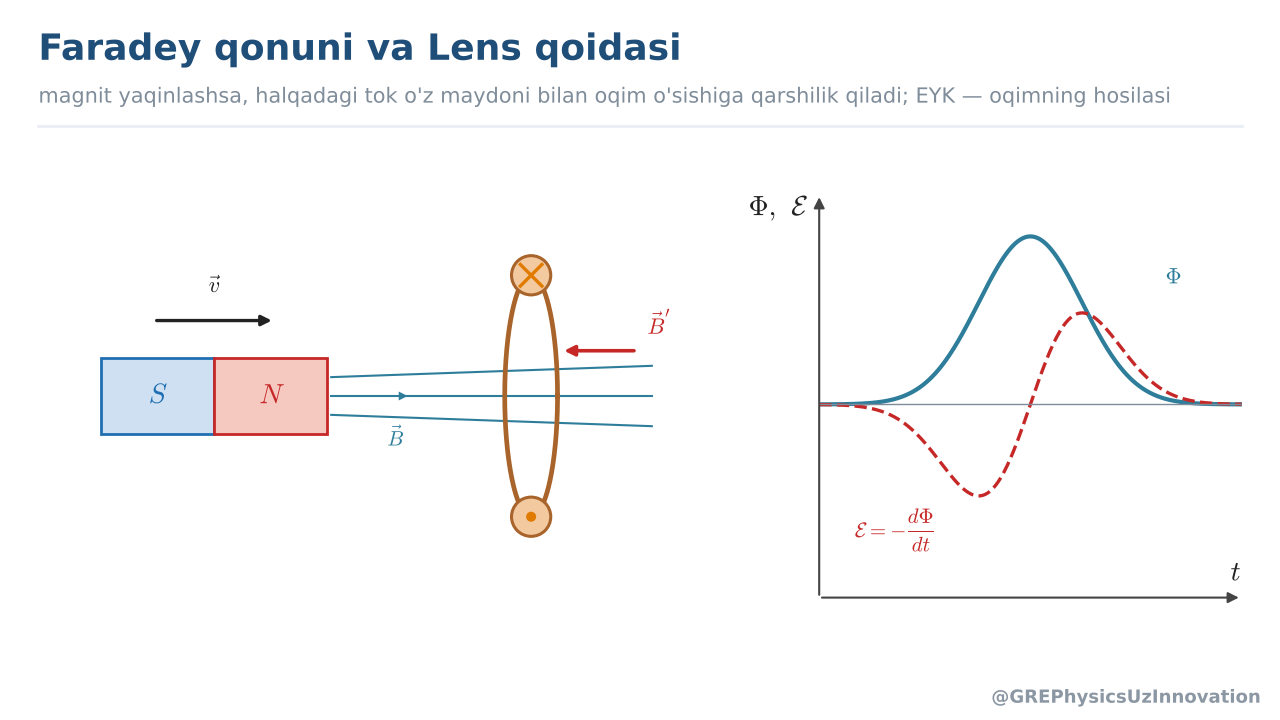 Faradey qonuni va Lens qoidasi
magnit yaqinlashsa, halqadagi tok o'z maydoni bilan oqim o'sishiga qarshilik qiladi; EYK — oqimning hosilasi
Φ, ℰ
v⃗
Φ
B⃗′
S N
B⃗
ℰ = −dΦ/dt
t
@GREPhysicsUzInnovation